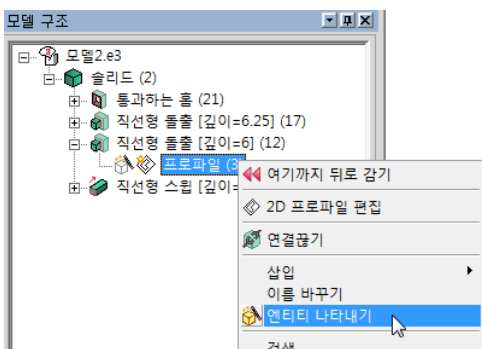 모델 구조
모델2.e3
솔리드 (2)
통과하는 홈 (21)
직선형 돌출 [깊이=6.25] (17)
직선형 돌출 [깊이=6] (12)
프로파일 (3
직선형 스윕 [깊이=
여기까지 뒤로 감기
2D 프로파일 편집
연결끊기
삽입
이름 바꾸기
엔티티 나타내기
검색